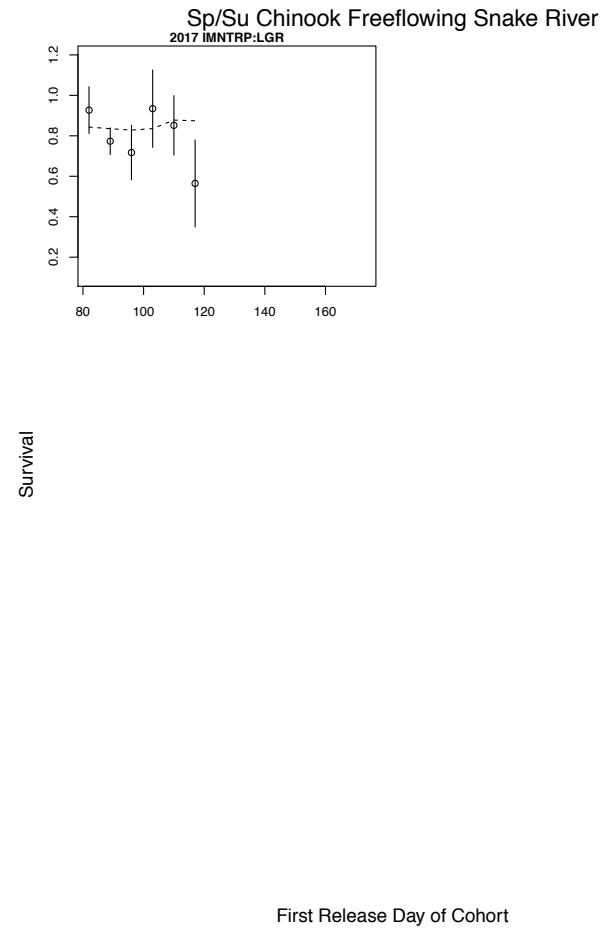 Sp/Su Chinook Freeflowing Snake River
2017 IMNTRP:LGR
1.2
1.0
0.8
0.6
0.4
0.2
80 100 120 140 160
Survival
First Release Day of Cohort